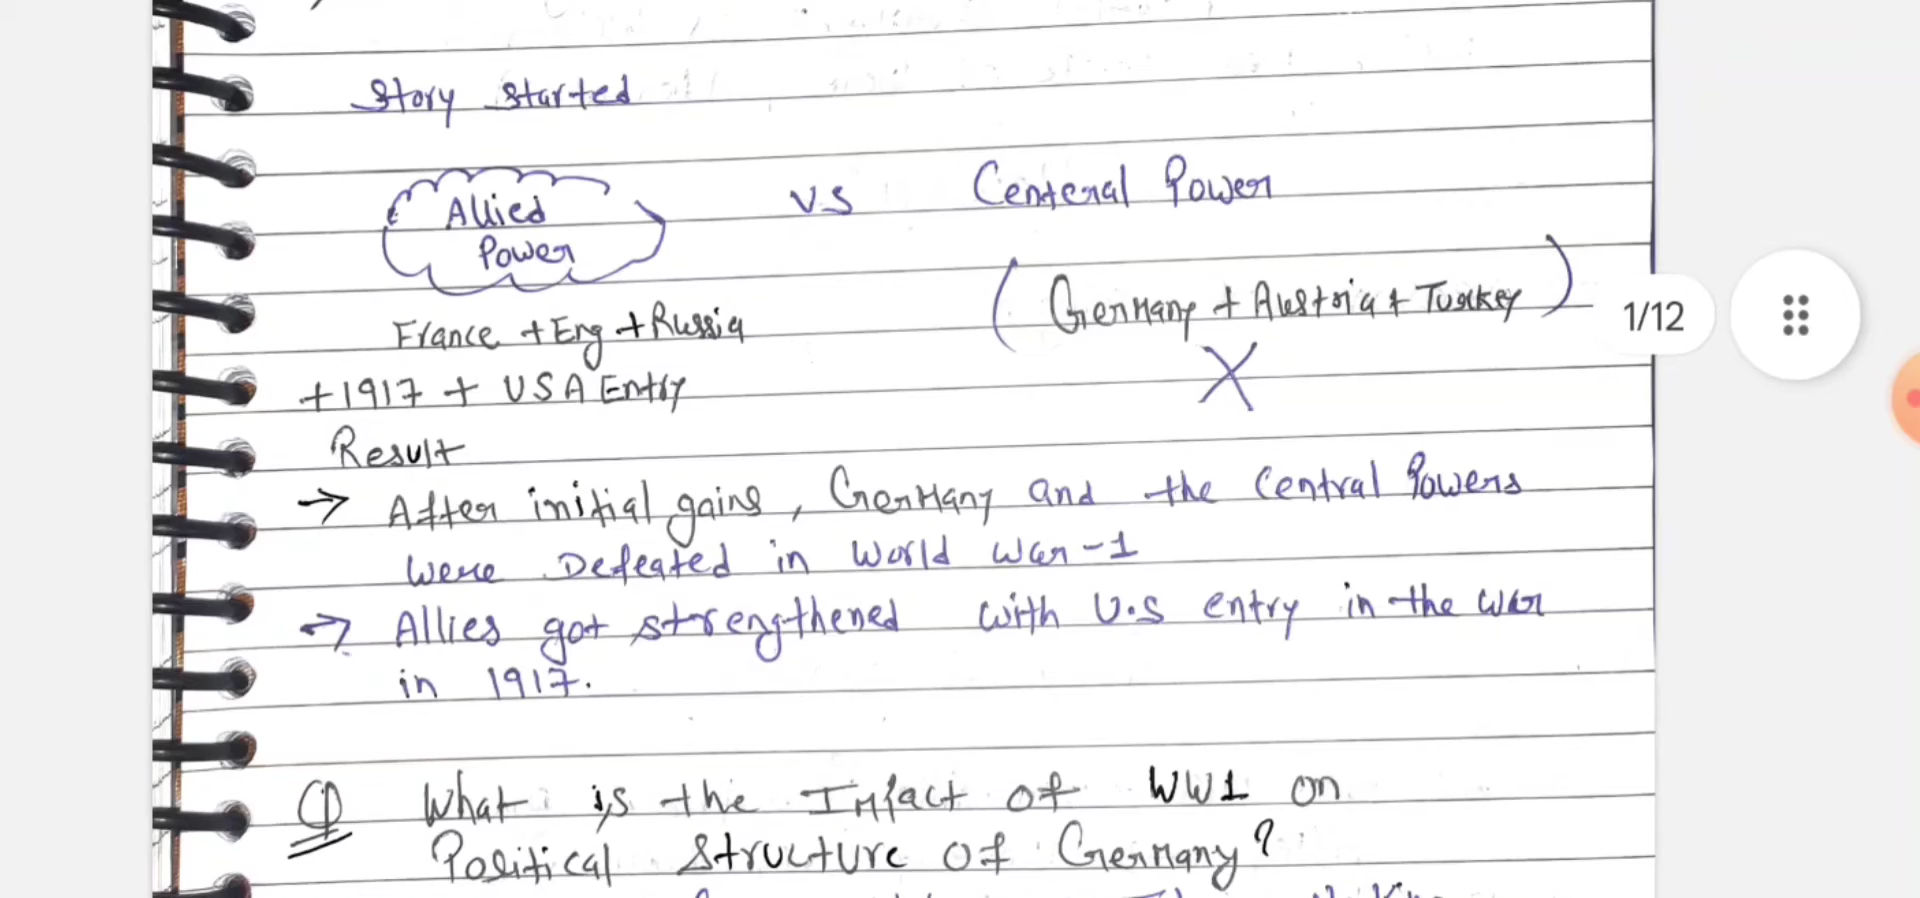 Story started
Allied
Power
vs
Centeral Power
France + Eng + Russia
(Germany + Austria + Turkey)
X
1/12
+1917 + USA Entry
Result
→ After initial gains, Germany and the Central Powers
were Defeated in World War-1
→ Allies got strengthened with U.S entry in the war
in 1917.
Q What is the Impact of WW1 on
Political Structure of Germany?